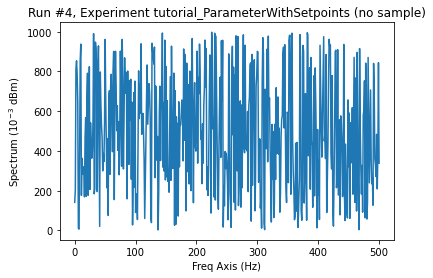 Run #4, Experiment tutorial_ParameterWithSetpoints (no sample)
1000
800
600
400
200
0
Spectrum (10⁻³ dBm)
0 100 200 300 400 500
Freq Axis (Hz)